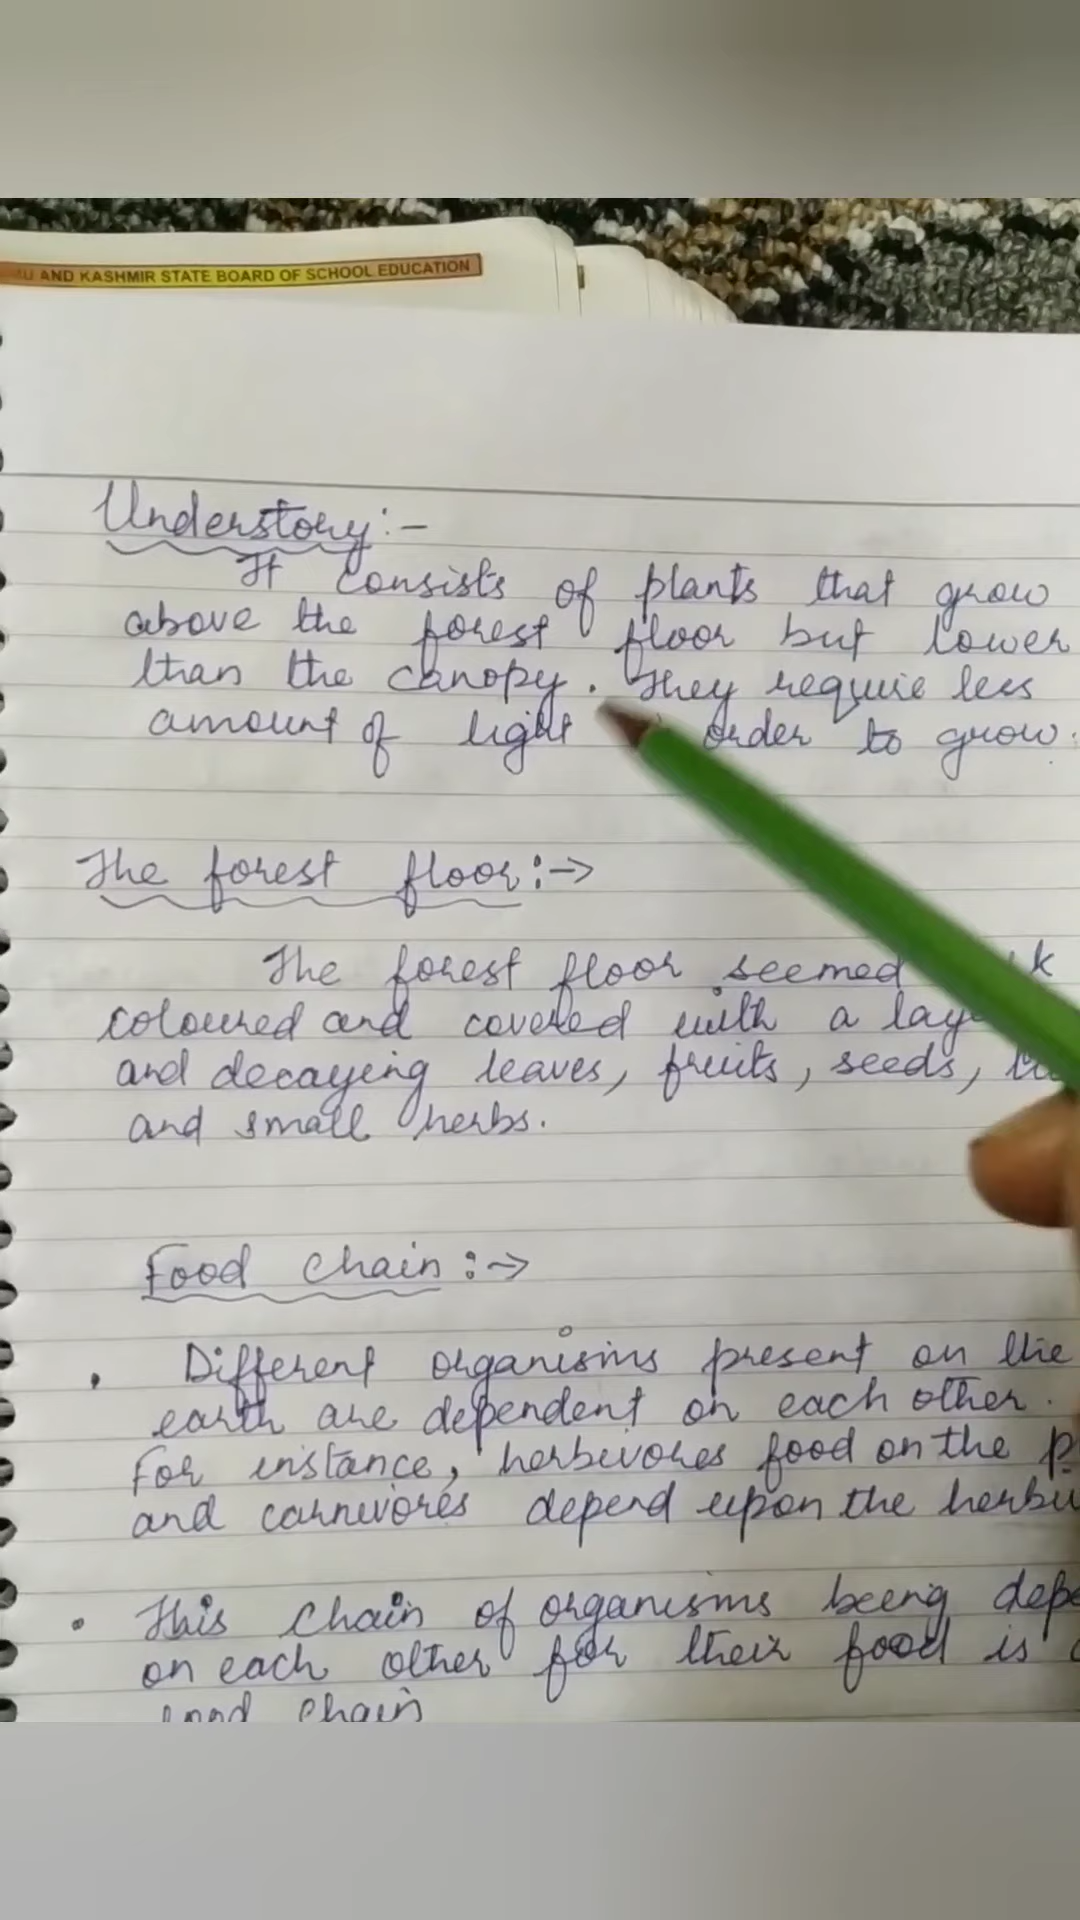 AND KASHMIR STATE BOARD OF SCHOOL EDUCATION
Understory:-
It consists of plants that grow
above the forest floor but lower
than the canopy. They require less
amount of light order to grow.
The forest floor:->
The forest floor seemed
coloured and covered with a
and decaying leaves, fruits, seeds,
and small herbs.
Food chain:->
. Different organisms present on the
earth are dependent on each other.
For instance, herbivores food on the
and carnivores depend upon the
. This chain of organisms being
on each other for their food is
food chain